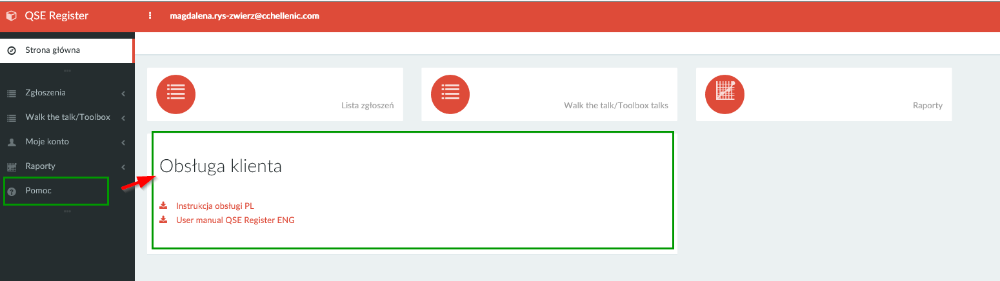 QSE Register
magdalena.rys-zwierz@cchellenic.com
Strona główna
Zgłoszenia
Walk the talk/Toolbox
Moje konto
Raporty
Pomoc
Lista zgłoszeń
Walk the talk/Toolbox talks
Raporty
Obsługa klienta
Instrukcja obsługi PL
User manual QSE Register ENG